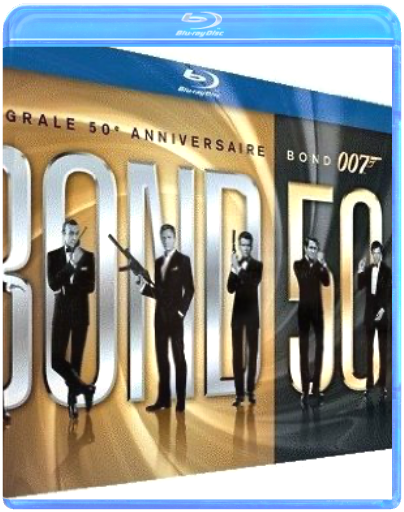 Blu-ray Disc
Blu-ray Disc
GRALE 50e ANNIVERSAIRE
BOND 007
BOND
50